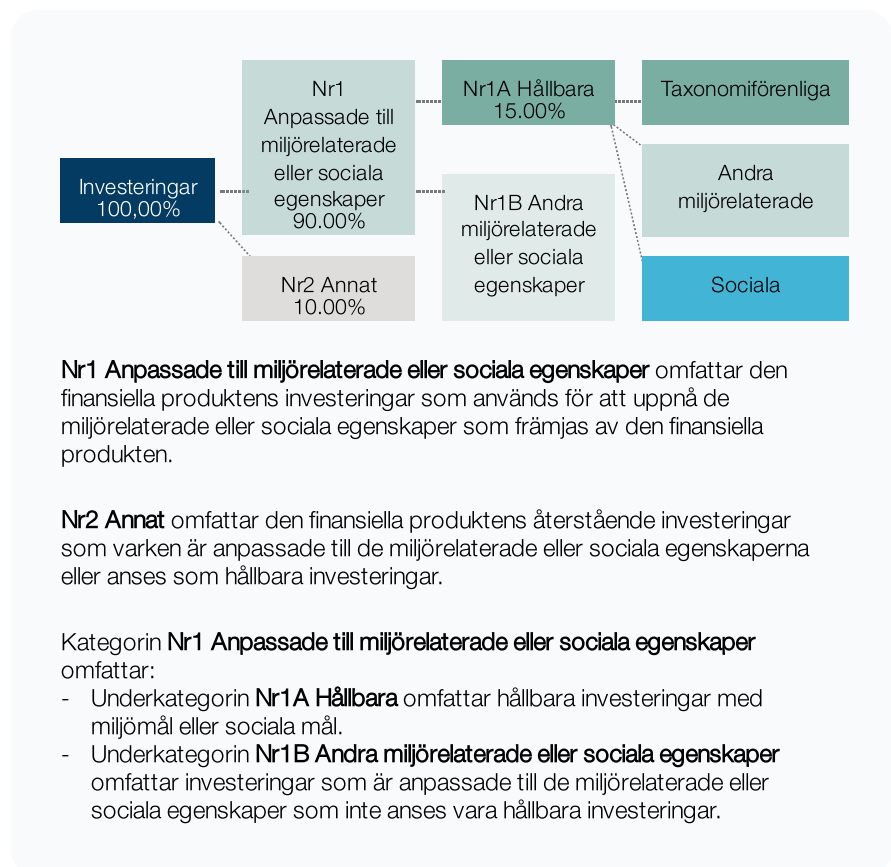 Investeringar
100,00%
Nr1
Anpassade till
miljörelaterade
eller sociala
egenskaper
90.00%
Nr2 Annat
10.00%
Nr1A Hållbara
15.00%
Nr1B Andra
miljörelaterade
eller sociala
egenskaper
Taxonomiförenliga
Andra
miljörelaterade
Sociala
Nr1 Anpassade till miljörelaterade eller sociala egenskaper omfattar den
finansiella produktens investeringar som används för att uppnå de
miljörelaterade eller sociala egenskaper som främjas av den finansiella
produkten.
Nr2 Annat omfattar den finansiella produktens återstående investeringar
som varken är anpassade till de miljörelaterade eller sociala egenskaperna
eller anses som hållbara investeringar.
Kategorin Nr1 Anpassade till miljörelaterade eller sociala egenskaper
omfattar:
- Underkategorin Nr1A Hållbara omfattar hållbara investeringar med
miljömål eller sociala mål.
- Underkategorin Nr1B Andra miljörelaterade eller sociala egenskaper
omfattar investeringar som är anpassade till de miljörelaterade eller
sociala egenskaper som inte anses vara hållbara investeringar.